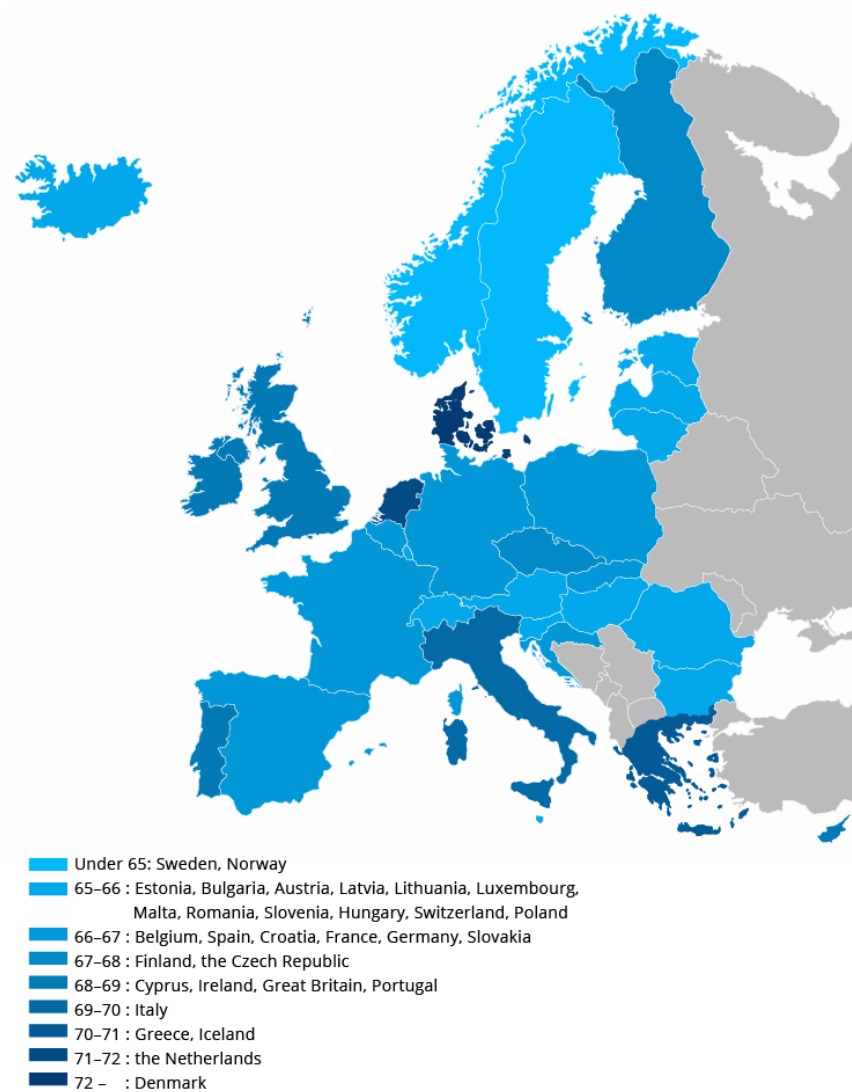 Under 65: Sweden, Norway
65–66 : Estonia, Bulgaria, Austria, Latvia, Lithuania, Luxembourg,
Malta, Romania, Slovenia, Hungary, Switzerland, Poland
66–67 : Belgium, Spain, Croatia, France, Germany, Slovakia
67–68 : Finland, the Czech Republic
68–69 : Cyprus, Ireland, Great Britain, Portugal
69–70 : Italy
70–71 : Greece, Iceland
71–72 : the Netherlands
72 – : Denmark